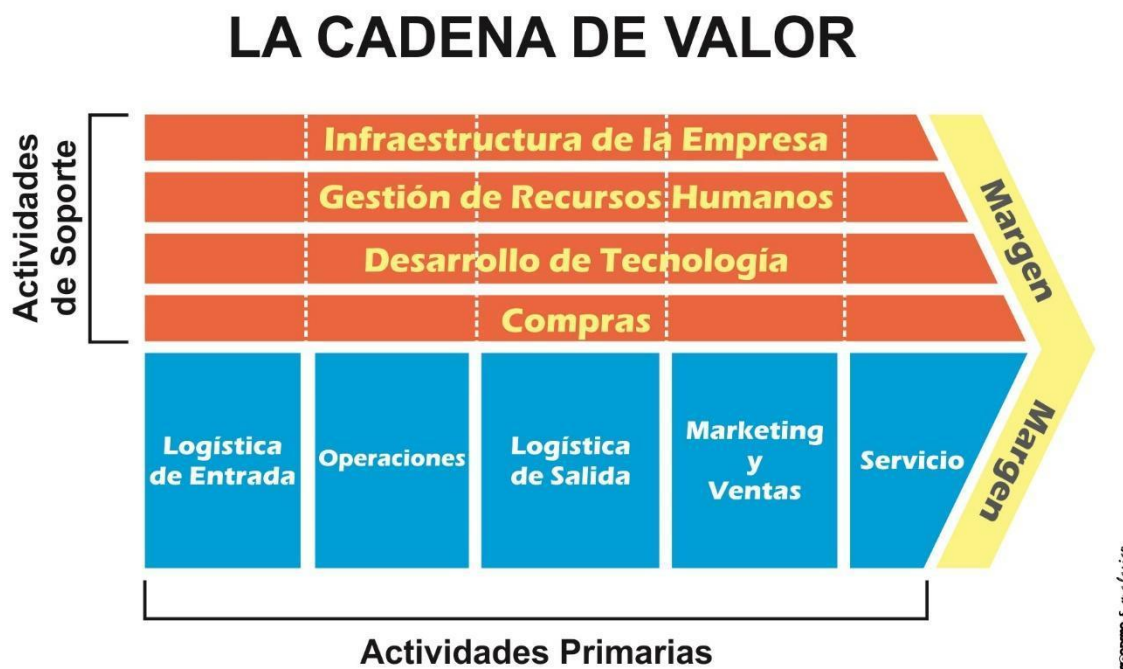 LA CADENA DE VALOR
Actividades
de Soporte
Infraestructura de la Empresa
Gestión de Recursos Humanos
Desarrollo de Tecnología
Compras
Logística
de Entrada
Operaciones
Logística
de Salida
Marketing
y
Ventas
Servicio
Margen
Margen
Actividades Primarias